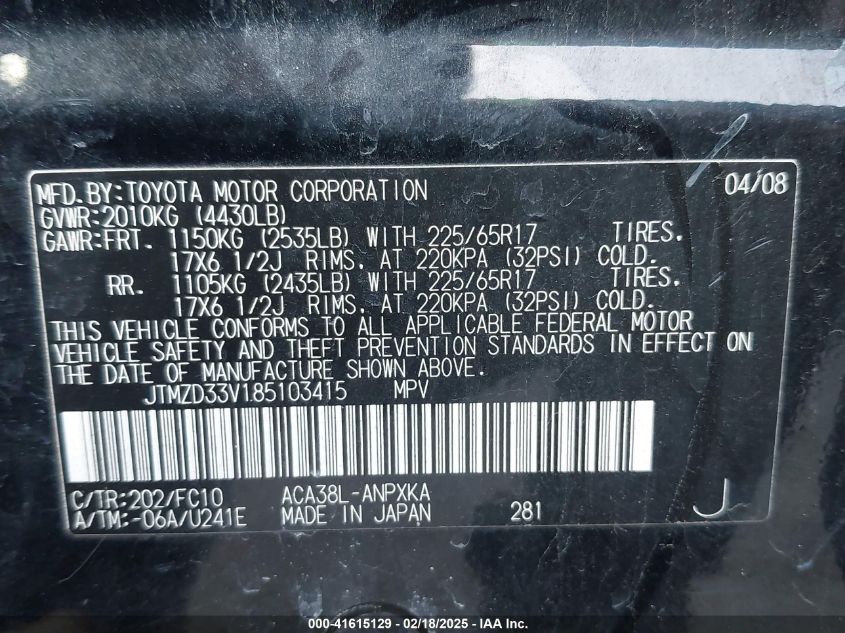 MFD.BY:TOYOTA MOTOR CORPORATION 04/08
GVWR:2010KG (4430LB)
GAWR:FRT. 1150KG (2535LB) WITH 225/65R17 TIRES.
17X6 1/2J RIMS, AT 220KPA (32PSI) COLD.
RR. 1105KG (2435LB) WITH 225/65R17 TIRES.
17X6 1/2J RIMS, AT 220KPA (32PSI) COLD.
THIS VEHICLE CONFORMS TO ALL APPLICABLE FEDERAL MOTOR
VEHICLE SAFETY AND THEFT PREVENTION STANDARDS IN EFFECT ON
THE DATE OF MANUFACTURE SHOWN ABOVE.
JTMZD33V185103415 MPV
C/TR:202/FC10 ACA38L-ANPXKA
A/TM:-06A/U241E MADE IN JAPAN 281 J
000-41615129 - 02/18/2025 - IAA Inc.